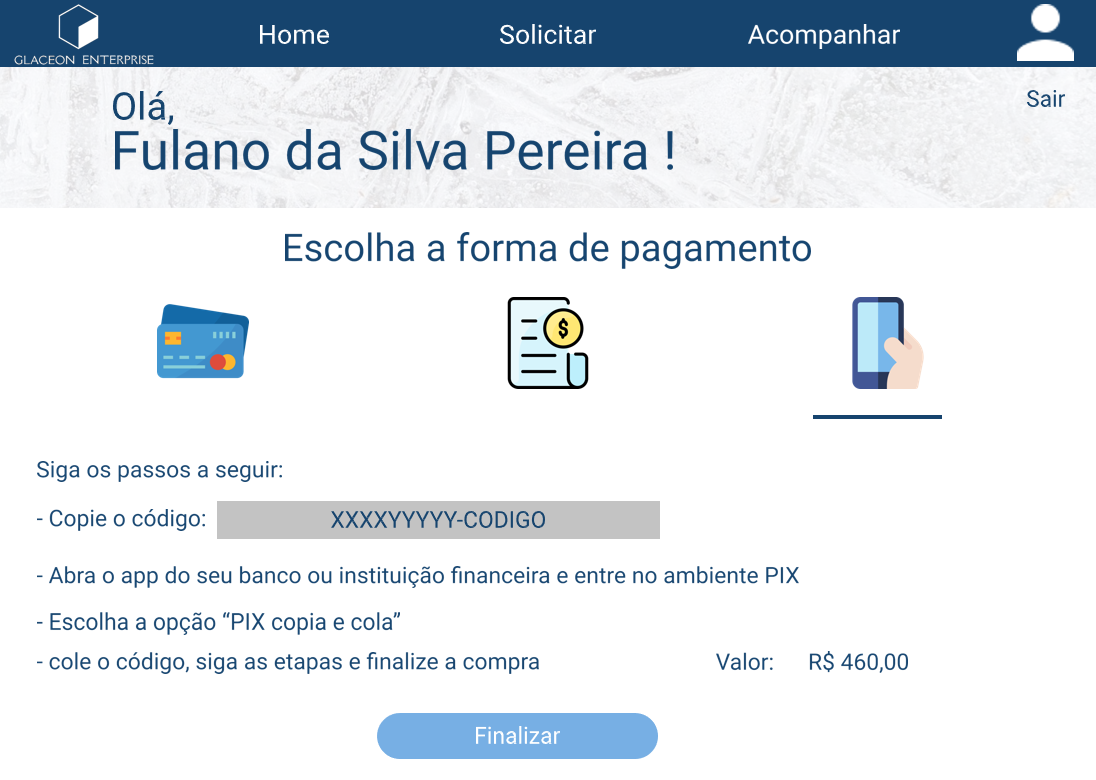 Home Solicitar Acompanhar
GLACEON ENTERPRISE
Olá,
Sair
Fulano da Silva Pereira !
Escolha a forma de pagamento
$
Siga os passos a seguir:
- Copie o código: XXXXYYYYY-CODIGO
- Abra o app do seu banco ou instituição financeira e entre no ambiente PIX
- Escolha a opção “PIX copia e cola”
- cole o código, siga as etapas e finalize a compra Valor: R$ 460,00
Finalizar